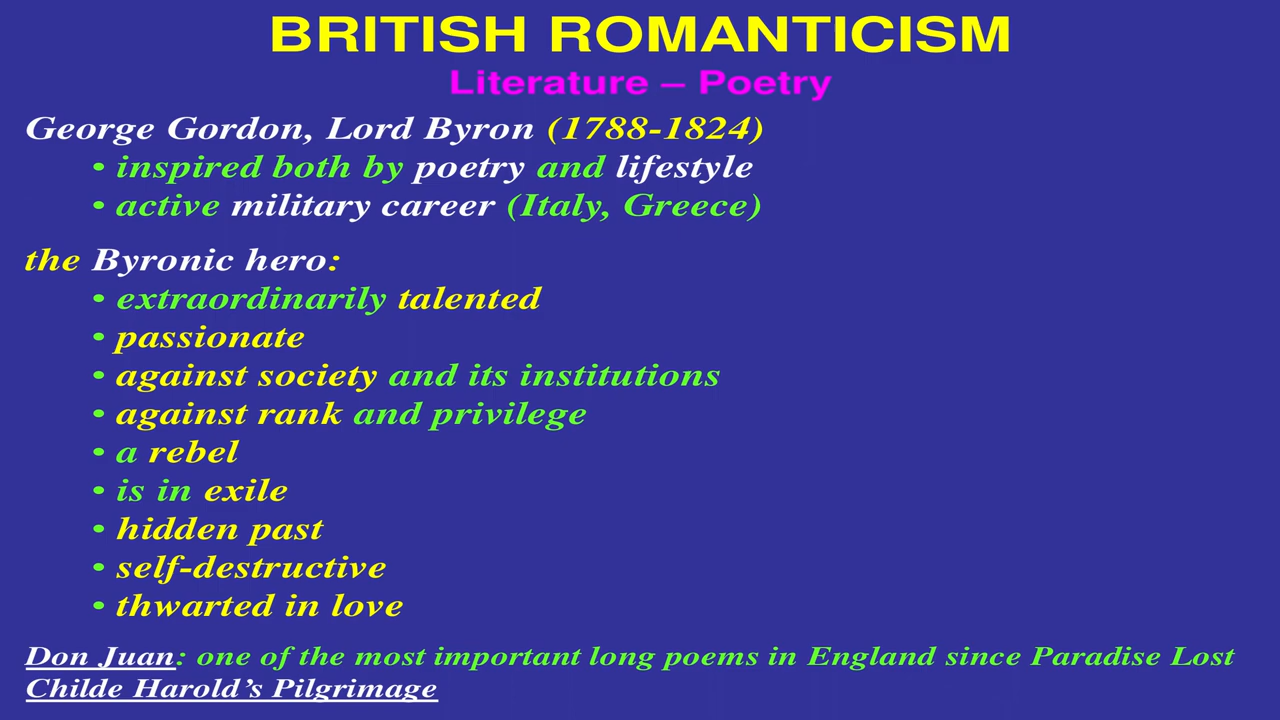 BRITISH ROMANTICISM
Literature – Poetry
George Gordon, Lord Byron (1788-1824)
• inspired both by poetry and lifestyle
• active military career (Italy, Greece)
the Byronic hero:
• extraordinarily talented
• passionate
• against society and its institutions
• against rank and privilege
• a rebel
• is in exile
• hidden past
• self-destructive
• thwarted in love
Don Juan: one of the most important long poems in England since Paradise Lost
Childe Harold’s Pilgrimage